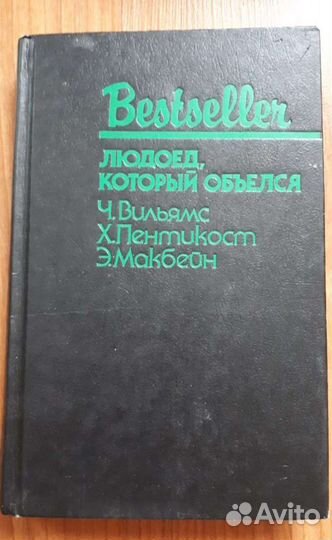 Bestseller
ЛЮДОЕД,
КОТОРЫЙ ОБЪЕЛСЯ
Ч. Вильямс
Х. Пентикост
Э. Макбейн
Avito